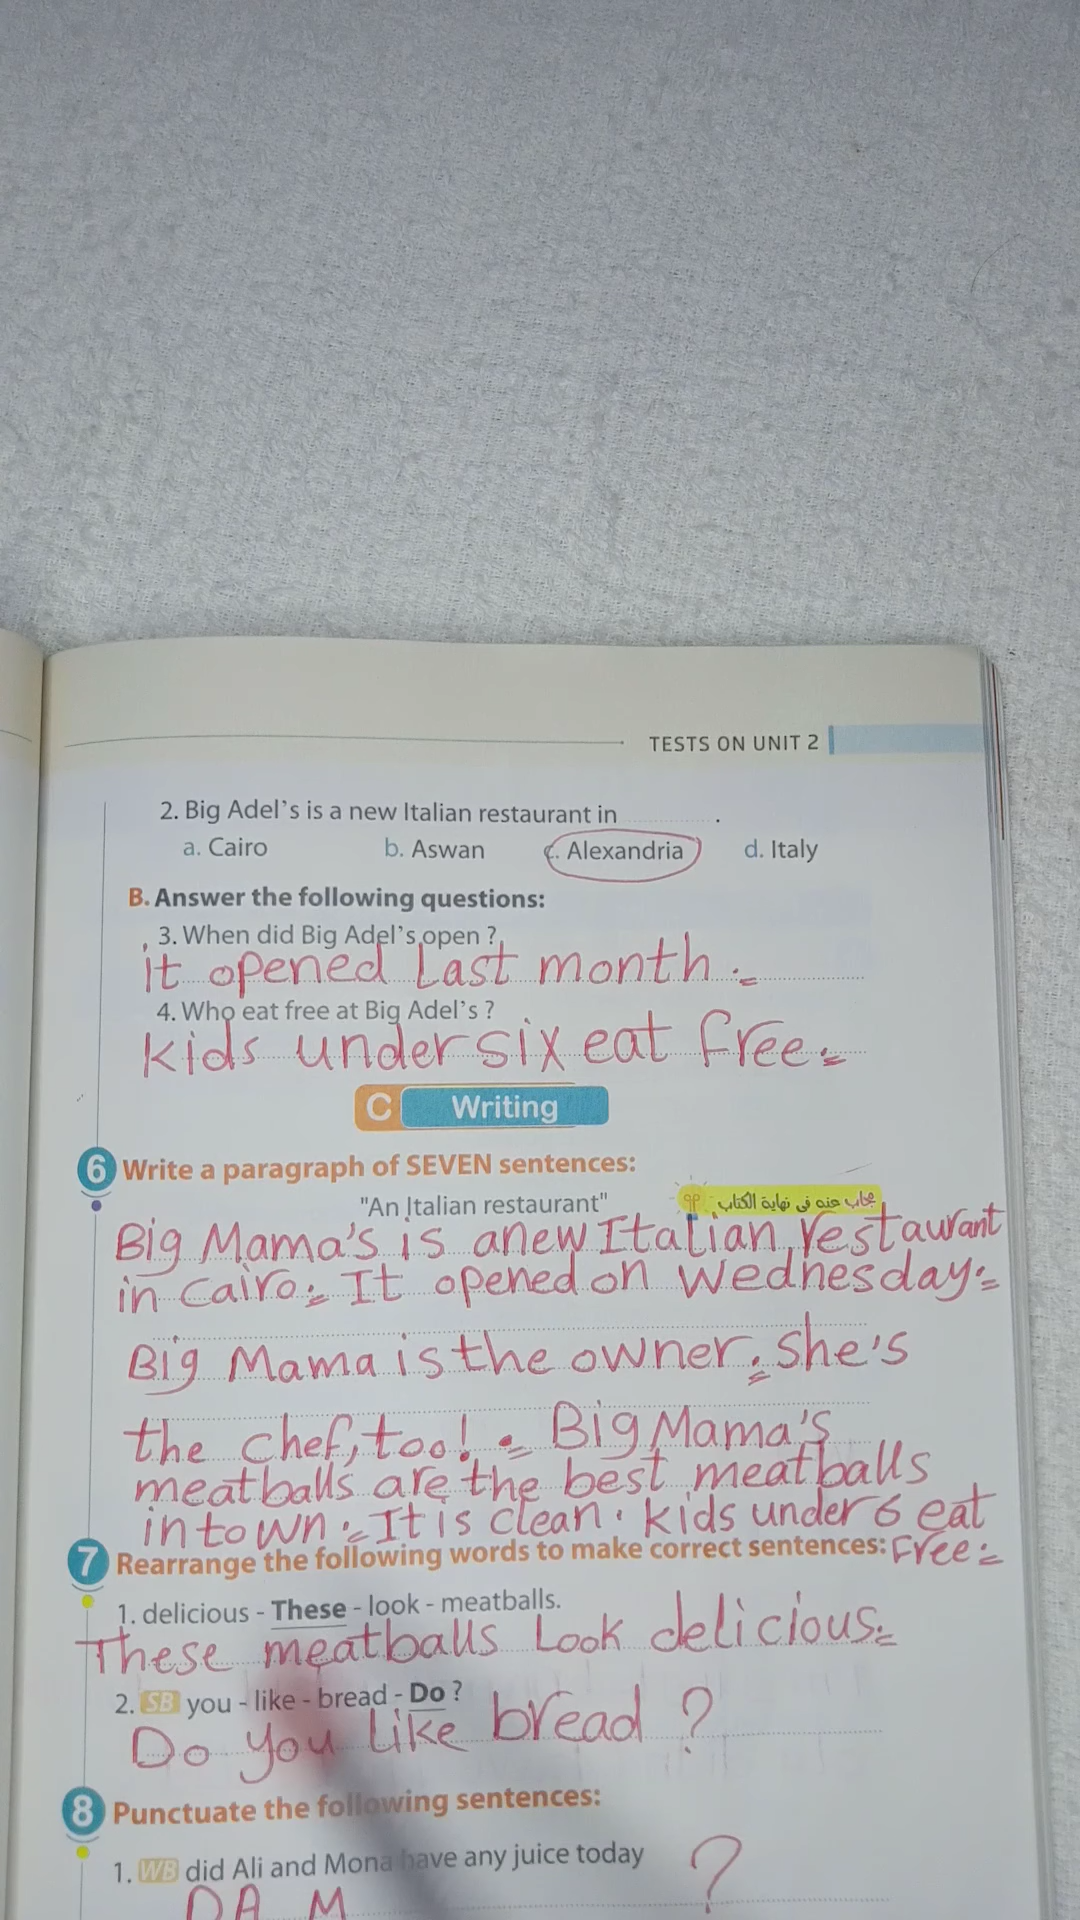 TESTS ON UNIT 2
2. Big Adel's is a new Italian restaurant in .............. .
a. Cairo b. Aswan c. Alexandria d. Italy
B. Answer the following questions:
3. When did Big Adel's open ?
it opened Last month.
4. Who eat free at Big Adel's ?
kids under six eat free.
C Writing
6 Write a paragraph of SEVEN sentences:
"An Italian restaurant" مجاب عنه فى نهاية الكتاب
Big Mama's is a new Italian restaurant
in Cairo. It opened on Wednesday.
Big Mama is the owner. She's
the chef, too! . Big Mama's
meatballs are the best meatballs
in town. It is clean. kids under 6 eat
Free.
7 Rearrange the following words to make correct sentences:
1. delicious - These - look - meatballs.
These meatballs Look delicious.
2. SB you - like - bread - Do ?
Do you Like bread ?
8 Punctuate the following sentences:
1. WB did Ali and Mona have any juice today ?
D A M